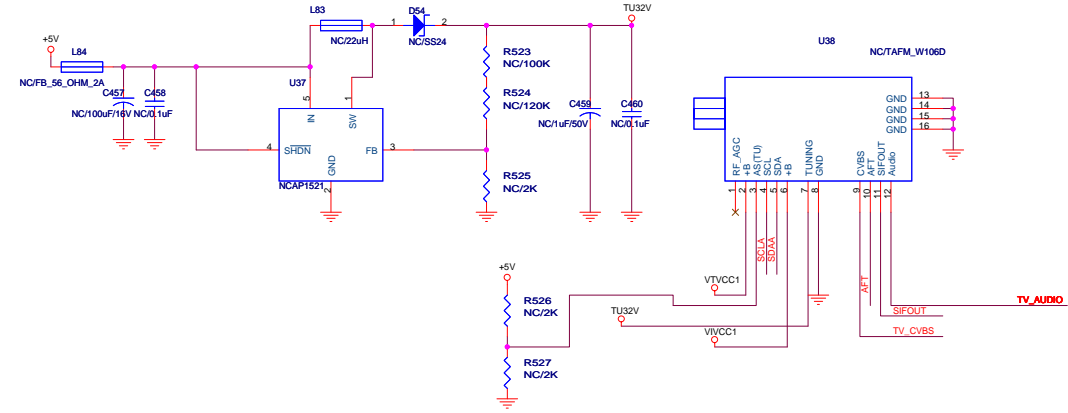 L83
NC/22uH
D54
1 2
NC/SS24
TU32V
+5V
L84
NC/FB_56_OHM_2A
C457
NC/100uF/16V
C458
NC/0.1uF
U37
5
IN
1
SW
4
SHDN
GND
2
FB
3
NCAP1521
R523
NC/100K
R524
NC/120K
R525
NC/2K
C459
NC/1uF/50V
C460
NC/0.1uF
U38
NC/TAFM_W106D
GND 13
GND 14
GND 15
GND 16
RF_AGC
+B
AS(TU)
SCL
SDA
+B
TUNING
GND
CVBS
AFT
SIFOUT
Audio
1
2
3
4
5
6
7
8
9
10
11
12
SCLA
SDAA
AFT
+5V
R526
NC/2K
R527
NC/2K
VTVCC1
TU32V
VIVCC1
TV_AUDIO
SIFOUT
TV_CVBS